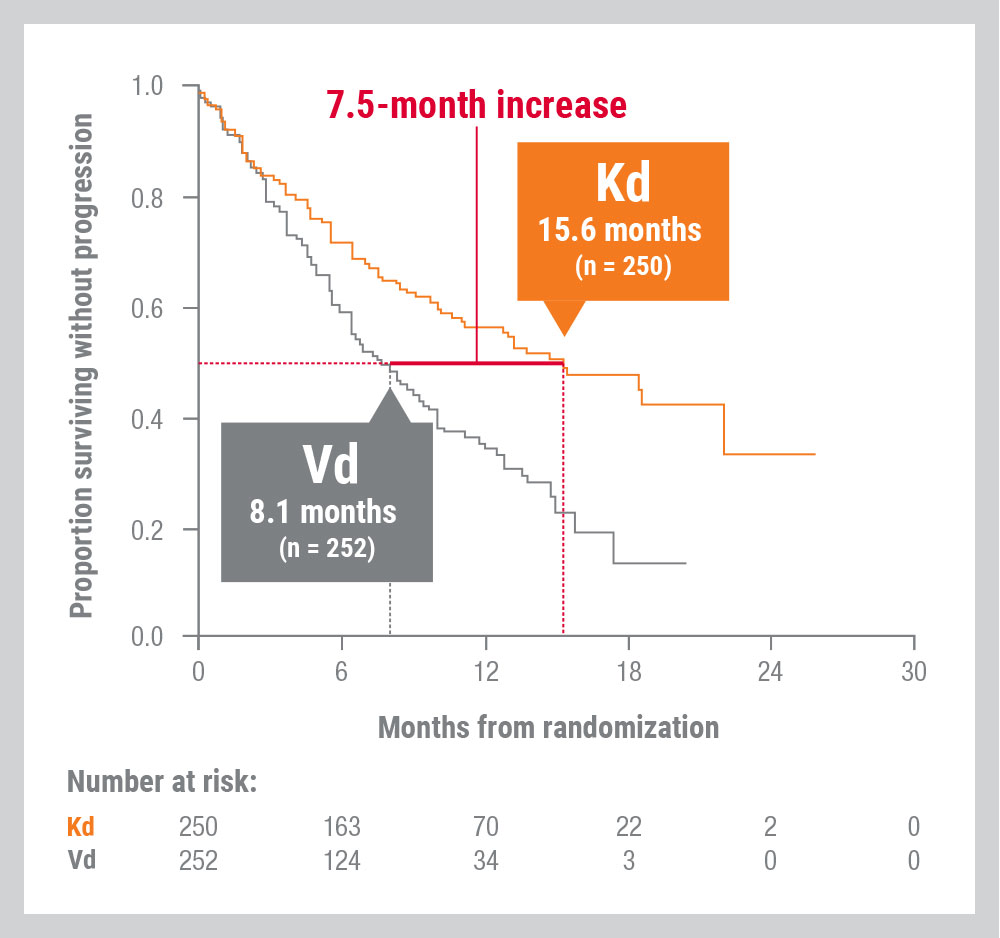 7.5-month increase
Kd
15.6 months
(n = 250)
Vd
8.1 months
(n = 252)
Proportion surviving without progression
1.0
0.8
0.6
0.4
0.2
0.0
0 6 12 18 24 30
Months from randomization
Number at risk:
Kd 250 163 70 22 2 0
Vd 252 124 34 3 0 0